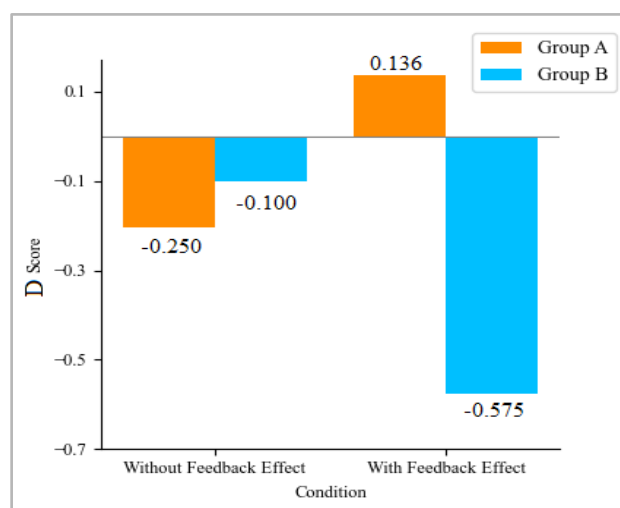 Group A
Group B
0.136
0.1
-0.1
-0.100
-0.250
-0.3
D Score
-0.5
-0.575
-0.7
Without Feedback Effect
With Feedback Effect
Condition